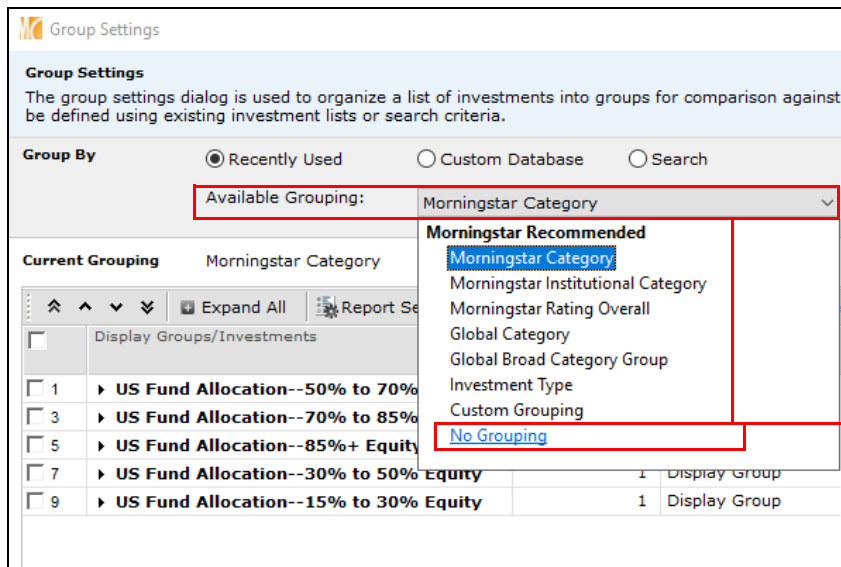 Group Settings
Group Settings
The group settings dialog is used to organize a list of investments into groups for comparison against
be defined using existing investment lists or search criteria.
Group By Recently Used Custom Database Search
Available Grouping: Morningstar Category
Morningstar Recommended
Morningstar Category
Morningstar Institutional Category
Morningstar Rating Overall
Global Category
Global Broad Category Group
Investment Type
Custom Grouping
No Grouping
Current Grouping Morningstar Category
Expand All Report Se
Display Groups/Investments
1 US Fund Allocation--50% to 70%
3 US Fund Allocation--70% to 85%
5 US Fund Allocation--85%+ Equity
7 US Fund Allocation--30% to 50% Equity 1 Display Group
9 US Fund Allocation--15% to 30% Equity 1 Display Group